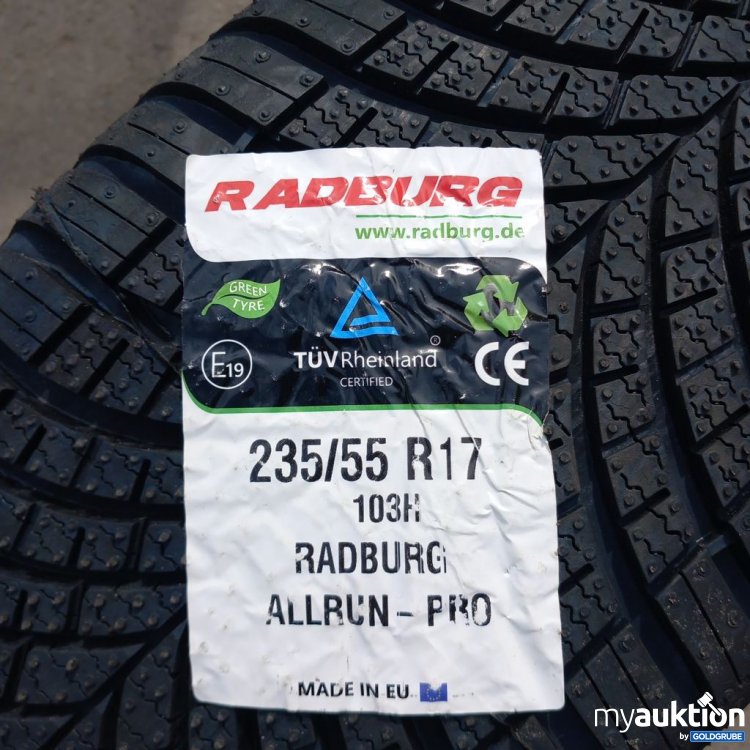 RADBURG
www.radburg.de
GREEN
TYRE
E19
TÜVRheinland®
CERTIFIED
CE
235/55 R17
103H
RADBURG
ALLRUN - PRO
MADE IN EU
myauktion
by GOLDGRUBE